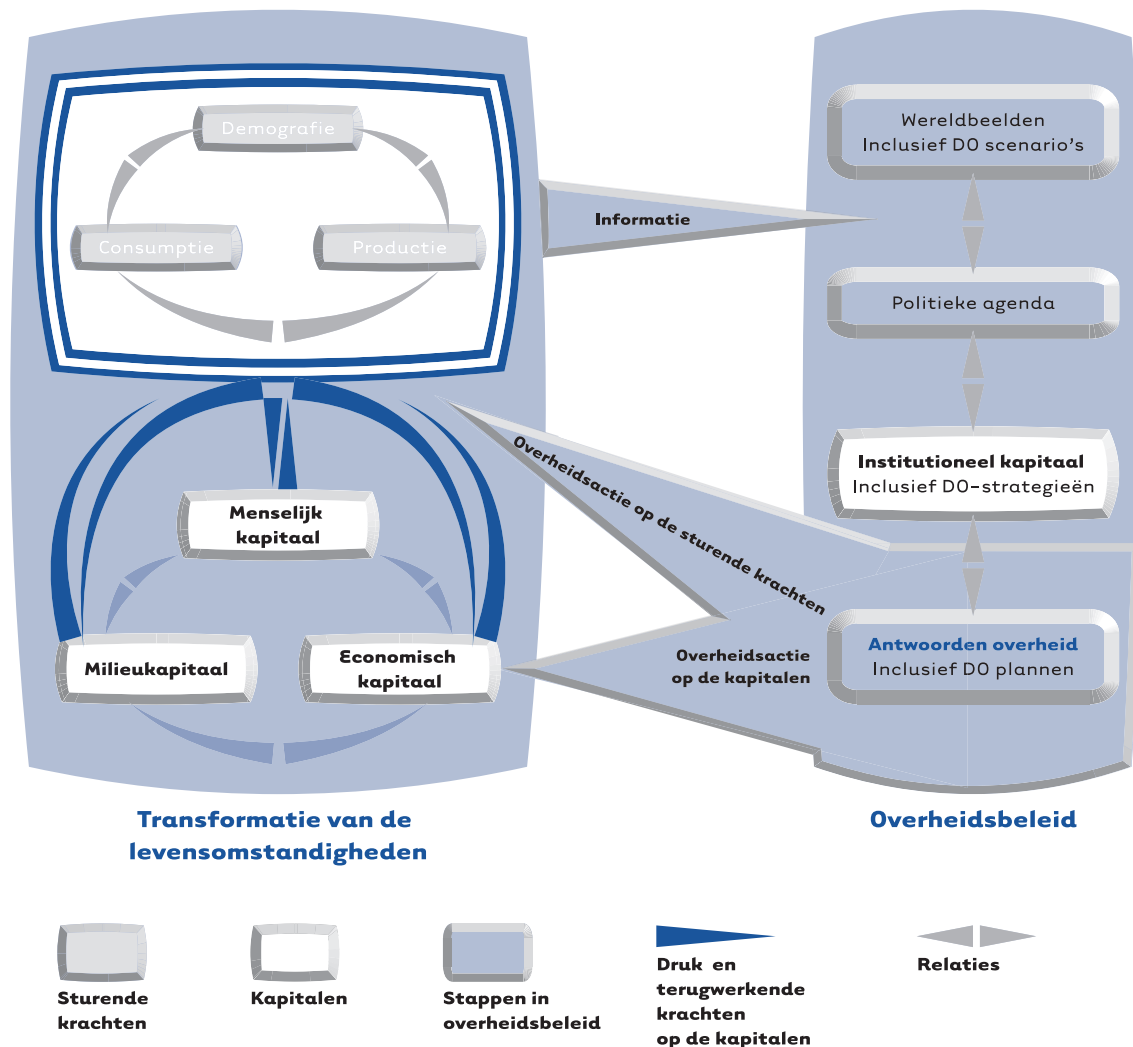 Demografie
Consumptie
Productie
Informatie
Wereldbeelden
Inclusief DO scenario's
Politieke agenda
Institutioneel kapitaal
Inclusief DO-strategieën
Overheidsactie op de sturende krachten
Menselijk
kapitaal
Milieukapitaal
Economisch
kapitaal
Overheidsactie
op de kapitalen
Antwoorden overheid
Inclusief DO plannen
Transformatie van de
levensomstandigheden
Overheidsbeleid
Sturende
krachten
Kapitalen
Stappen in
overheidsbeleid
Druk en
terugwerkende
krachten
op de kapitalen
Relaties